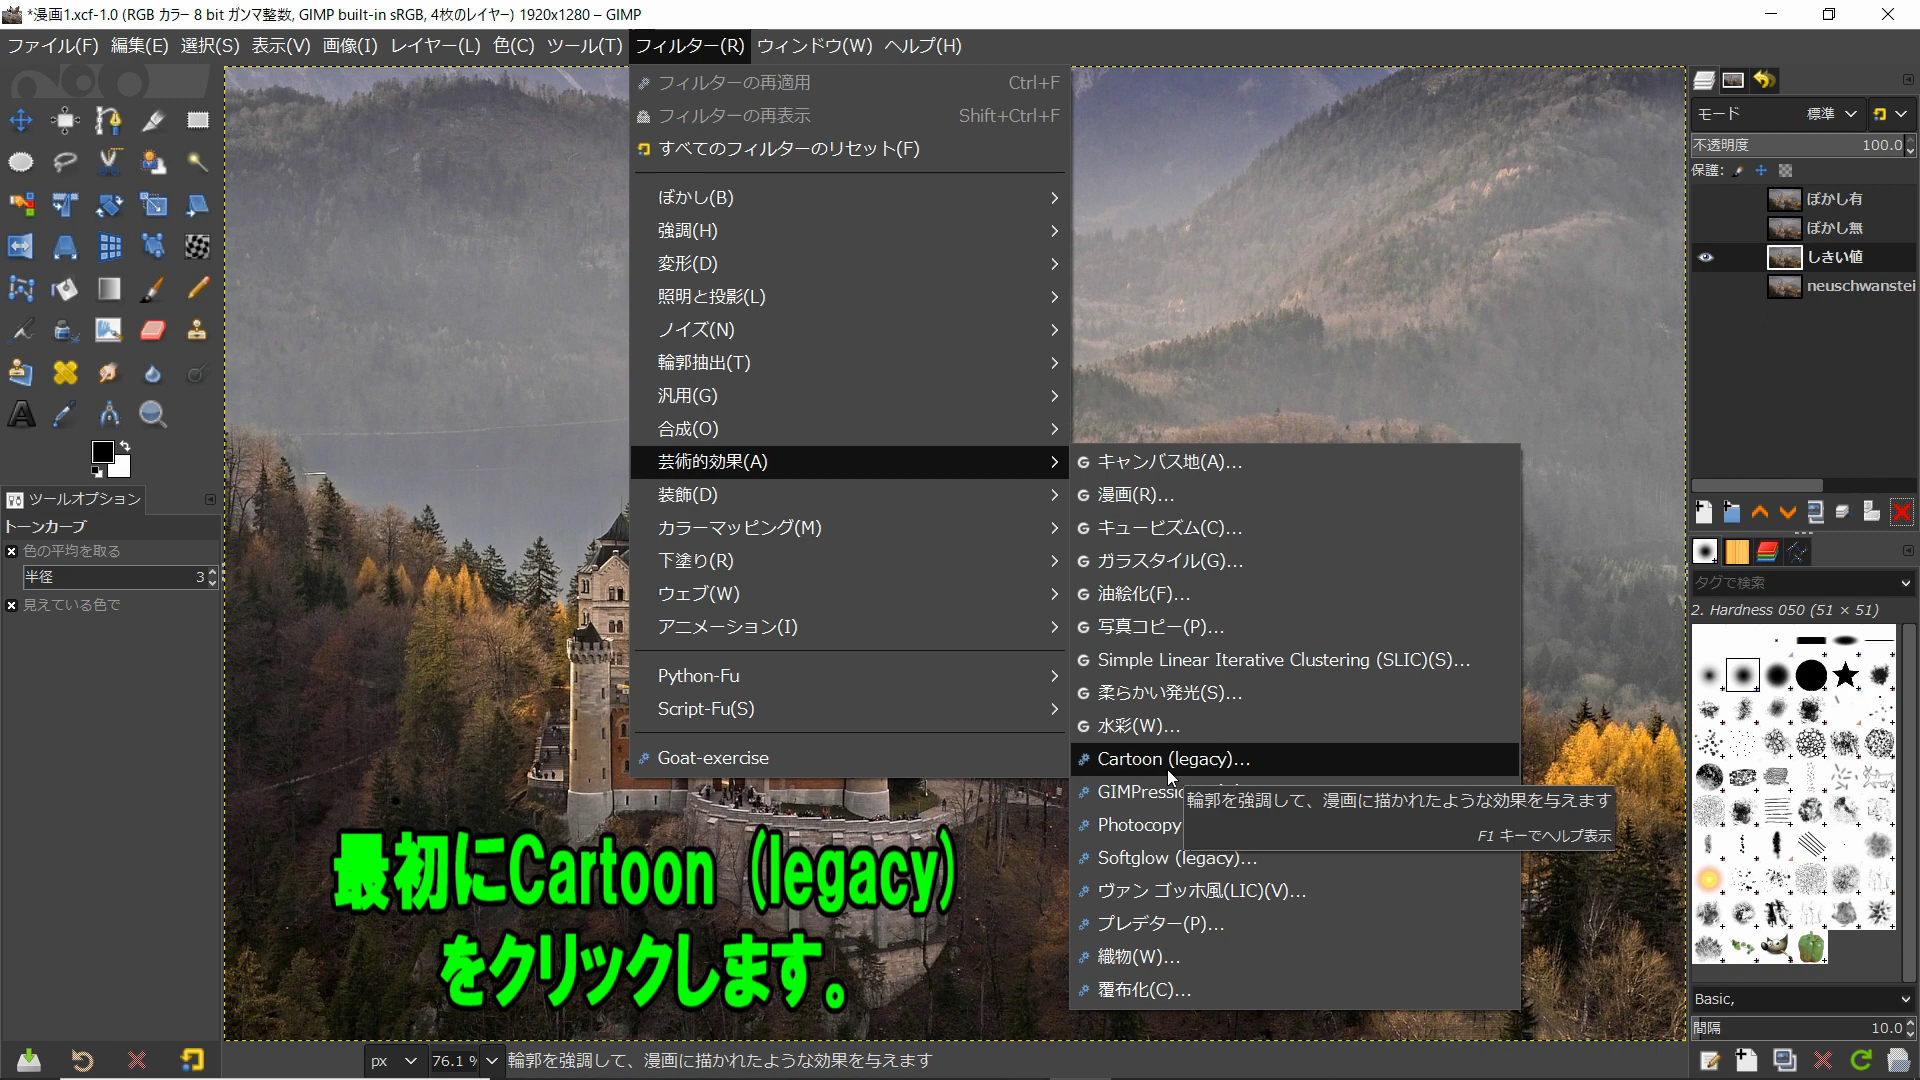 *漫画1.xcf-1.0 (RGB カラー 8 bit ガンマ整数, GIMP built-in sRGB, 4枚のレイヤー) 1920x1280 – GIMP
ファイル(F) 編集(E) 選択(S) 表示(V) 画像(I) レイヤー(L) 色(C) ツール(T) フィルター(R) ウィンドウ(W) ヘルプ(H)
フィルターの再適用 Ctrl+F
フィルターの再表示 Shift+Ctrl+F
すべてのフィルターのリセット(F)
ぼかし(B)
強調(H)
変形(D)
照明と投影(L)
ノイズ(N)
輪郭抽出(T)
汎用(G)
合成(O)
芸術的効果(A)
装飾(D)
カラーマッピング(M)
下塗り(R)
ウェブ(W)
アニメーション(I)
Python-Fu
Script-Fu(S)
Goat-exercise
キャンバス地(A)...
漫画(R)...
キュービズム(C)...
ガラスタイル(G)...
油絵化(F)...
写真コピー(P)...
Simple Linear Iterative Clustering (SLIC)(S)...
柔らかい発光(S)...
水彩(W)...
Cartoon (legacy)...
GIMPressio
Photocopy
Softglow (legacy)...
ヴァン ゴッホ風(LIC)(V)...
プレデター(P)...
織物(W)...
覆布化(C)...
輪郭を強調して、漫画に描かれたような効果を与えます
F1 キーでヘルプ表示
ツールオプション
トーンカーブ
色の平均を取る
半径 3
見えている色で
最初にCartoon (legacy)
をクリックします。
px 76.1 % 輪郭を強調して、漫画に描かれたような効果を与えます
モード 標準
不透明度 100.0
保護:
ぼかし有
ぼかし無
しきい値
neuschwanstei
タグで検索
2. Hardness 050 (51 × 51)
Basic,
間隔 10.0